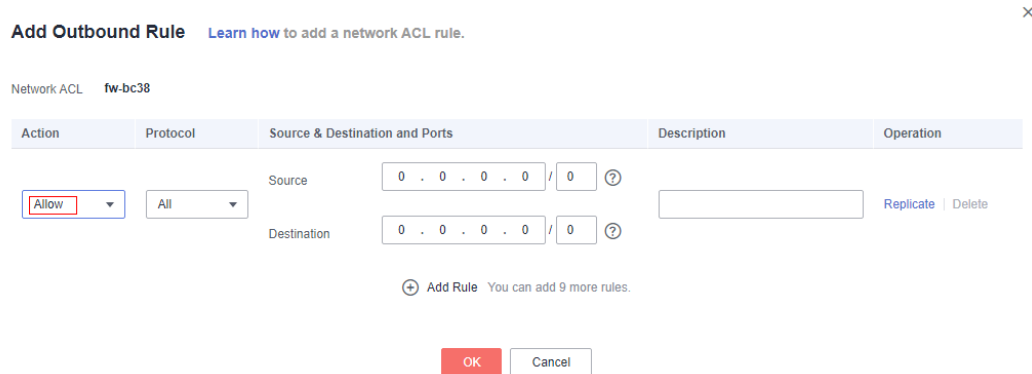 ×
Add Outbound Rule Learn how to add a network ACL rule.
Network ACL fw-bc38
Action Protocol Source & Destination and Ports Description Operation
Source 0 . 0 . 0 . 0 / 0 ?
Allow All Replicate | Delete
Destination 0 . 0 . 0 . 0 / 0 ?
Add Rule You can add 9 more rules.
OK Cancel